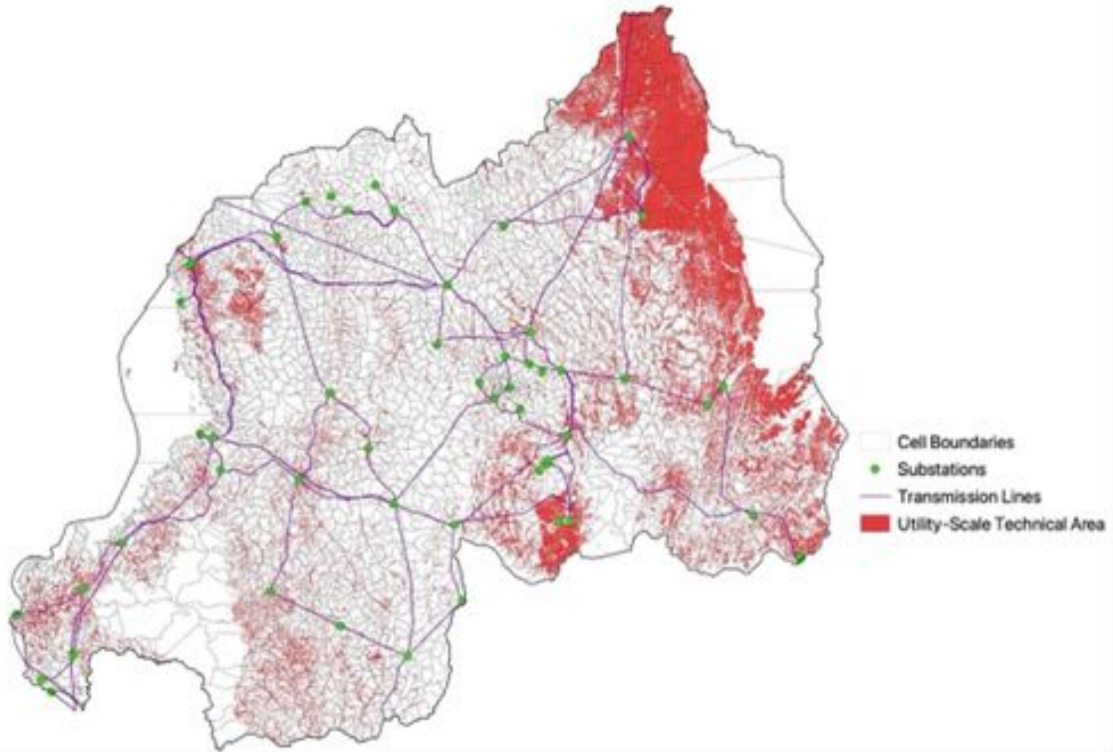 Cell Boundaries
Substations
Transmission Lines
Utility-Scale Technical Area